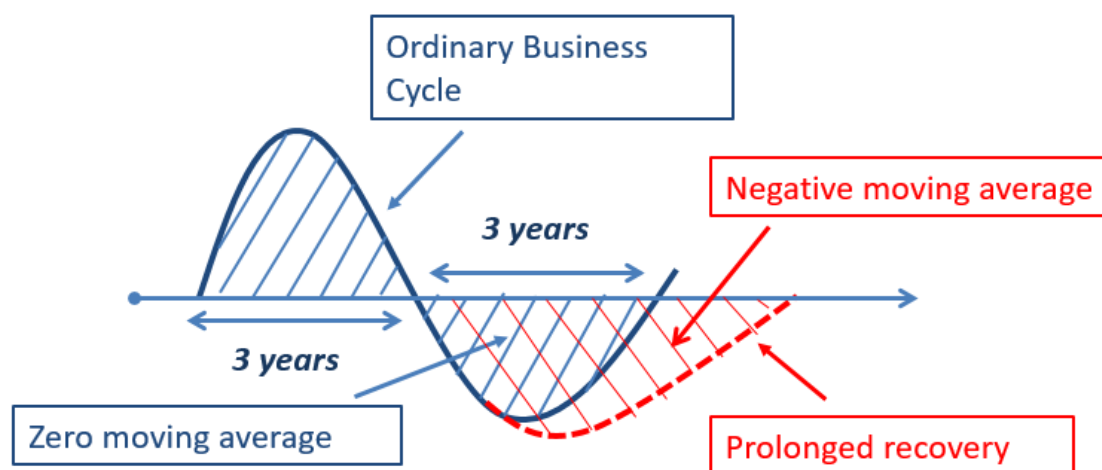 Ordinary Business
Cycle
Negative moving average
3 years
3 years
Zero moving average
Prolonged recovery